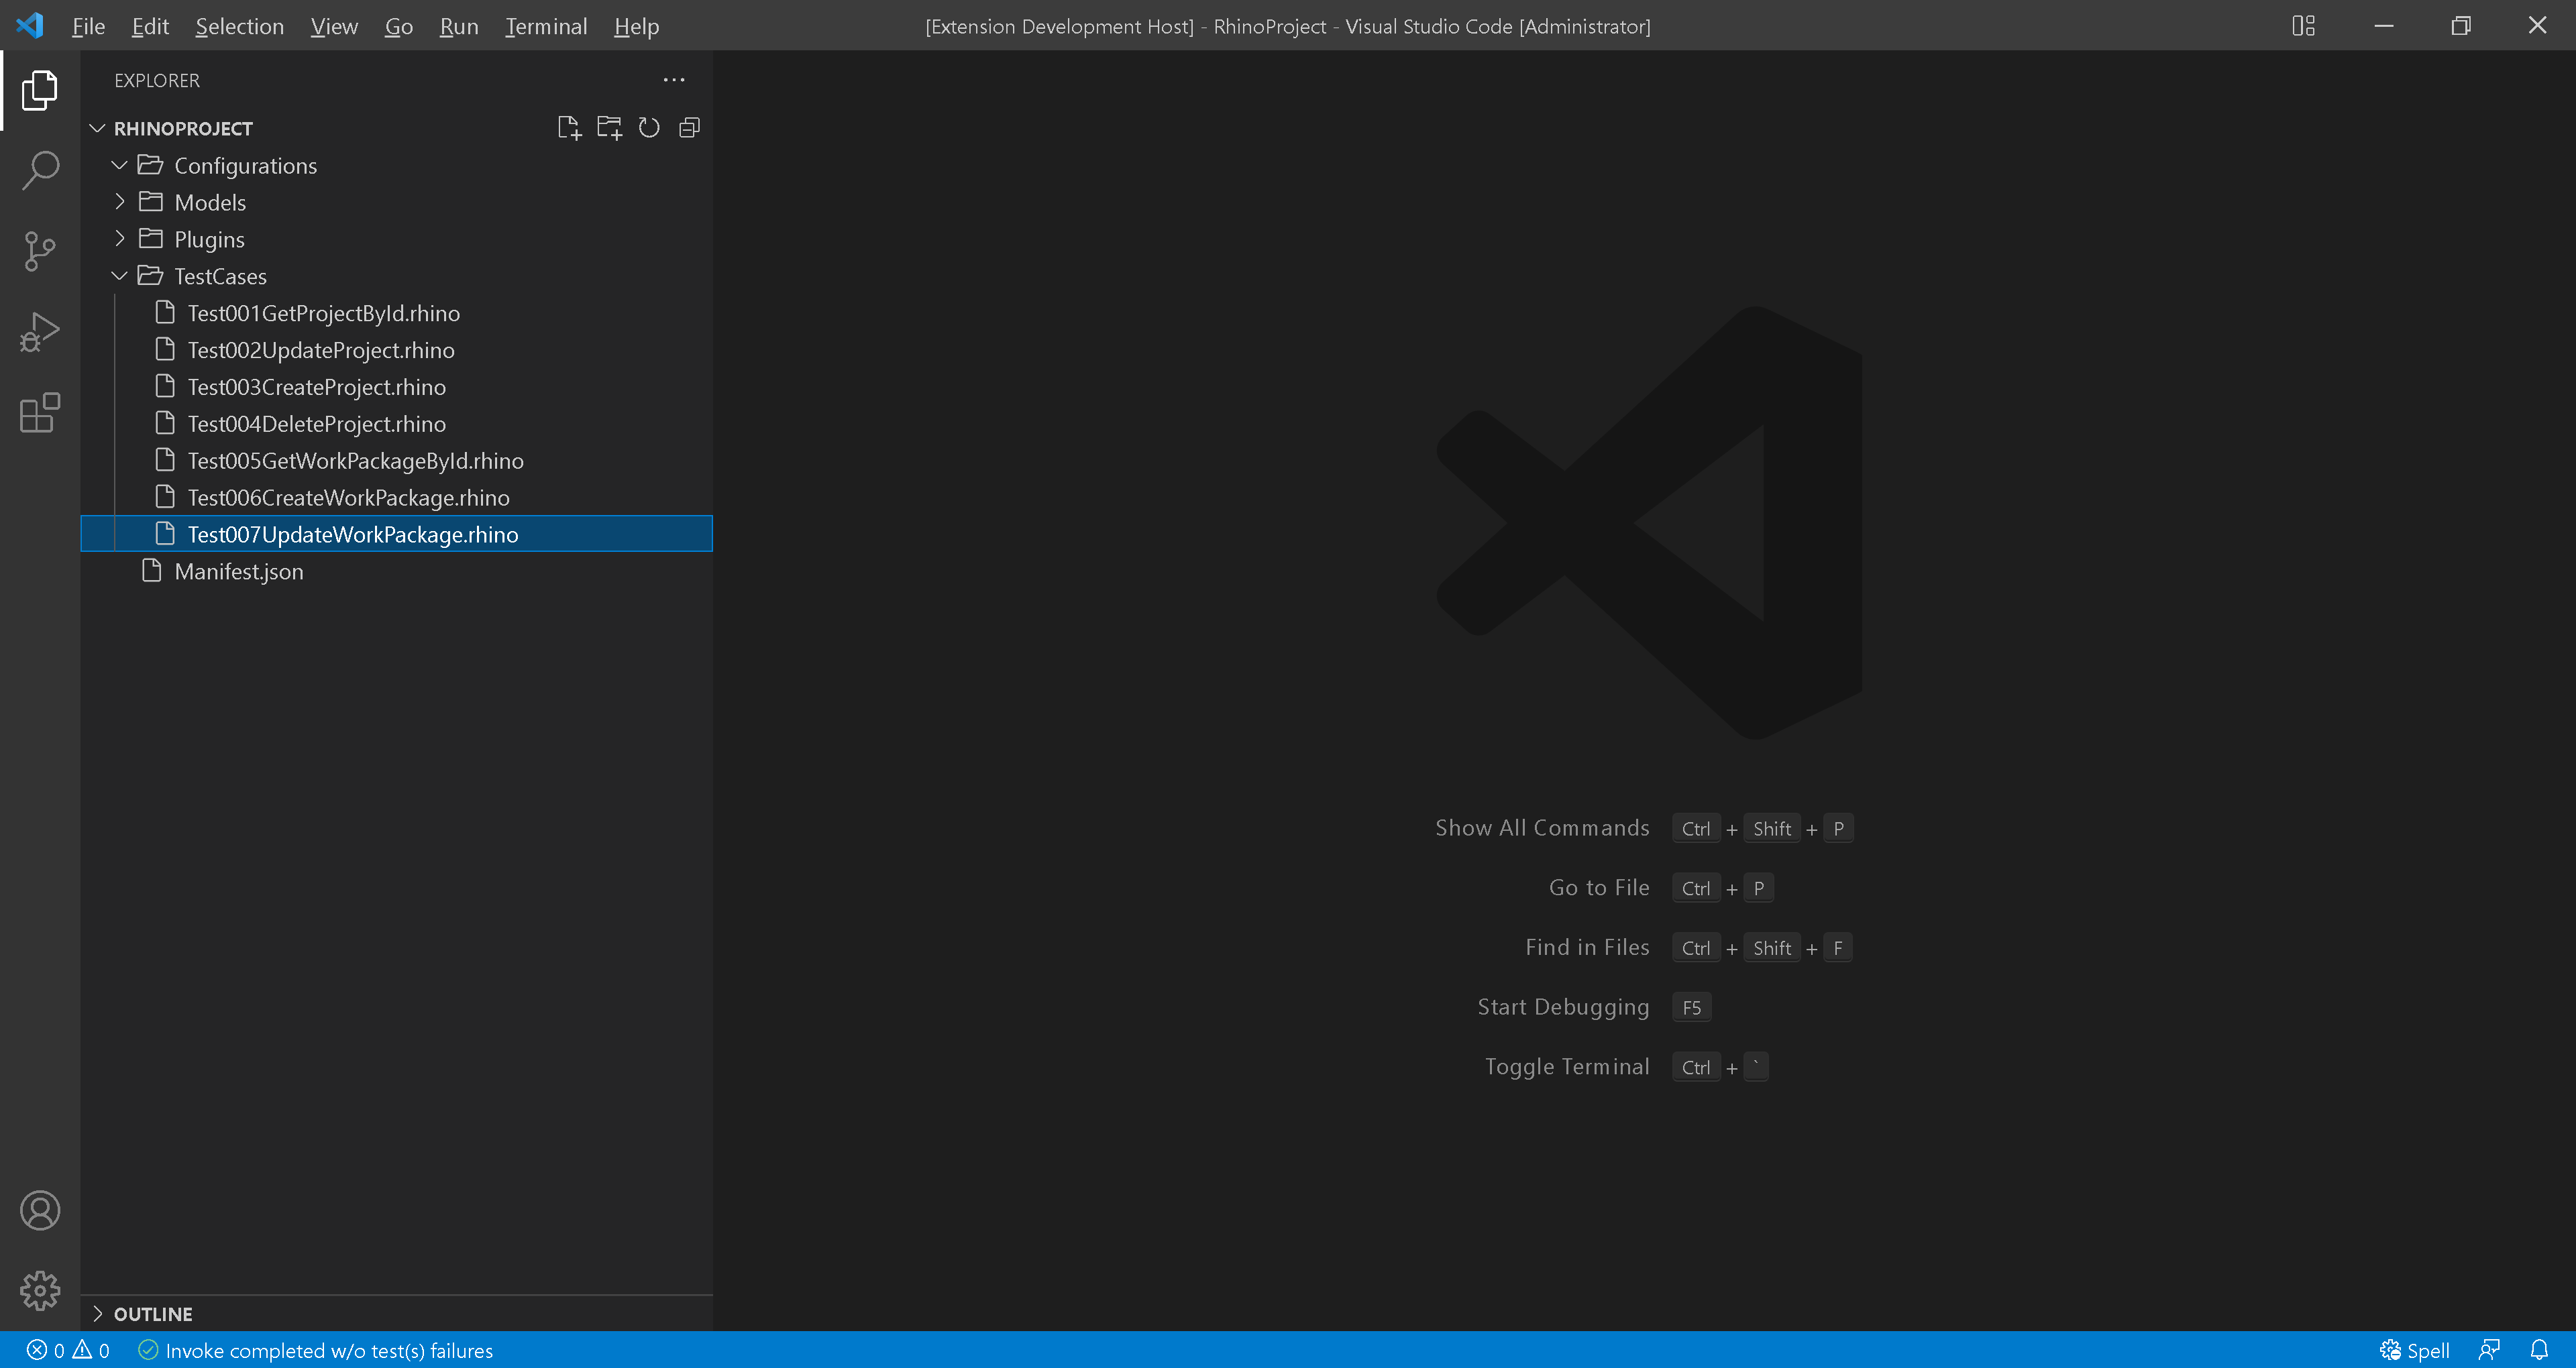 File Edit Selection View Go Run Terminal Help
[Extension Development Host] - RhinoProject - Visual Studio Code [Administrator]
EXPLORER
RHINOPROJECT
Configurations
Models
Plugins
TestCases
Test001GetProjectById.rhino
Test002UpdateProject.rhino
Test003CreateProject.rhino
Test004DeleteProject.rhino
Test005GetWorkPackageById.rhino
Test006CreateWorkPackage.rhino
Test007UpdateWorkPackage.rhino
Manifest.json
Show All Commands Ctrl + Shift + P
Go to File Ctrl + P
Find in Files Ctrl + Shift + F
Start Debugging F5
Toggle Terminal Ctrl + `
OUTLINE
0 0 Invoke completed w/o test(s) failures
Spell